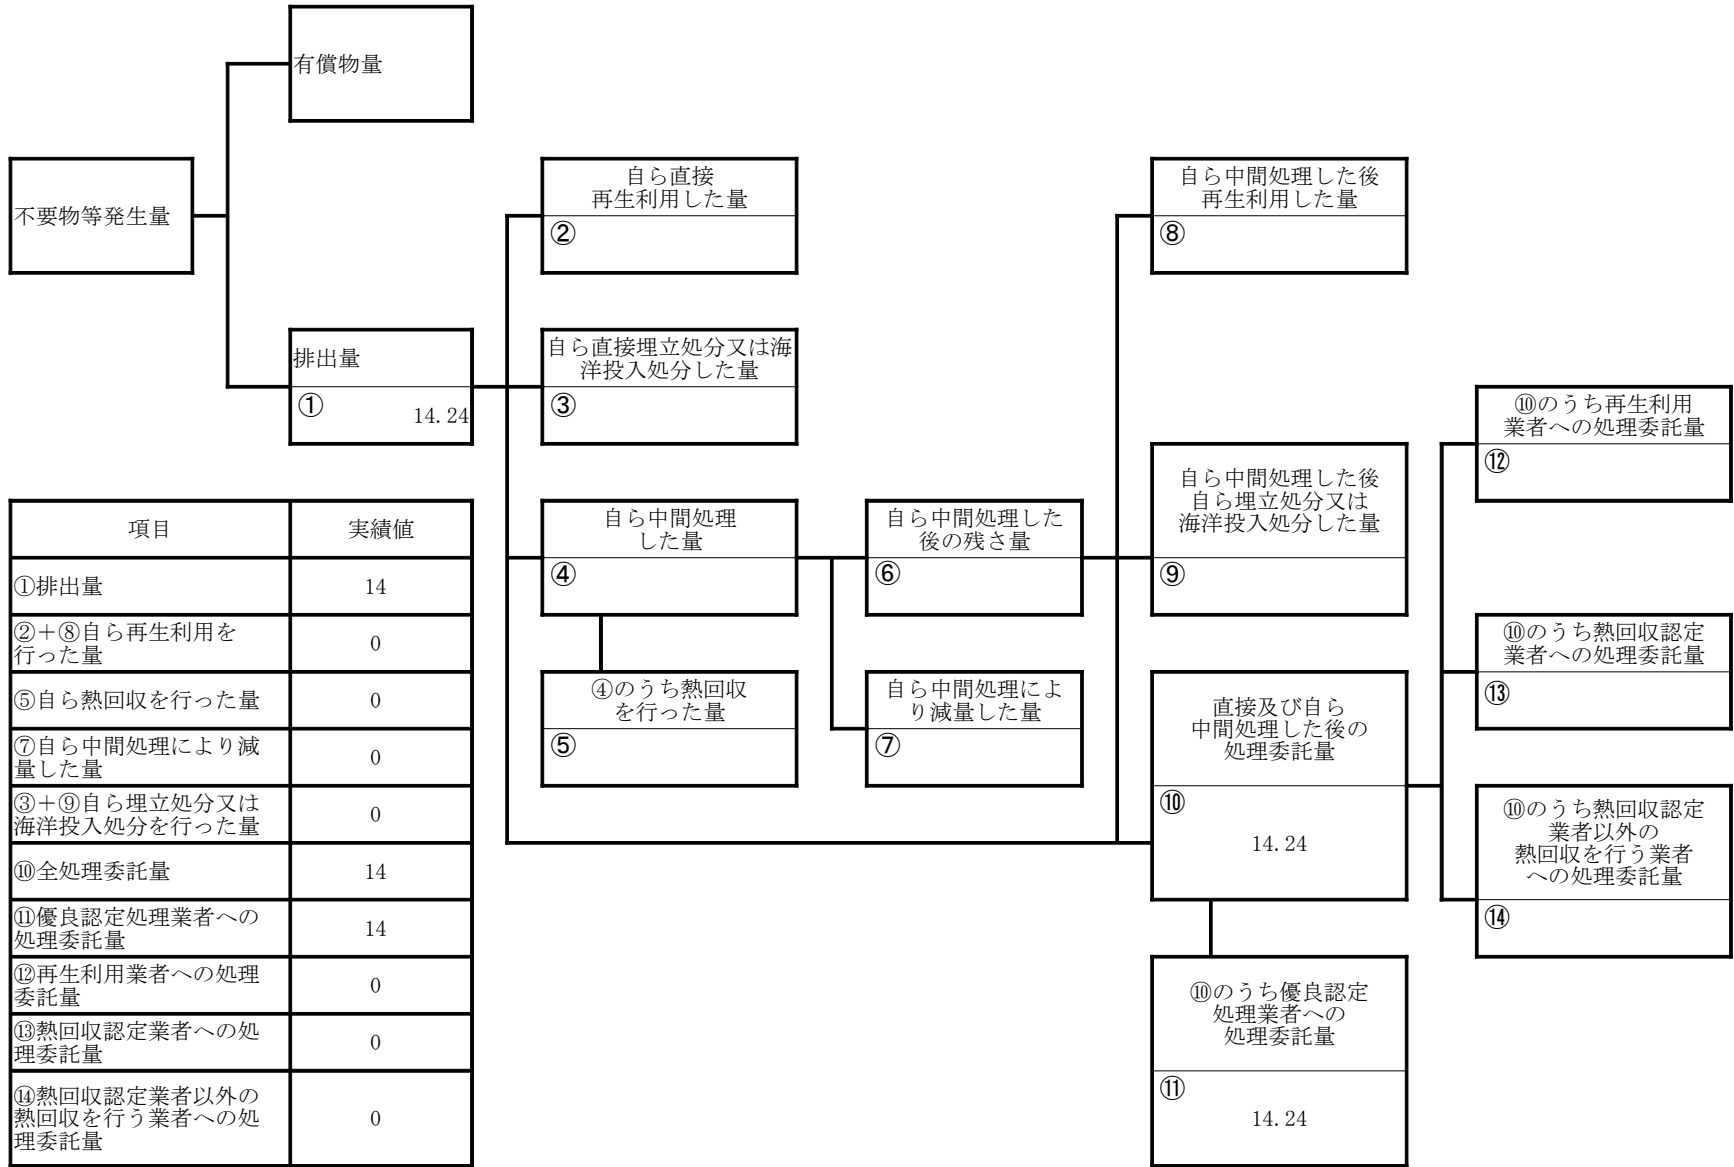 有償物量
不要物等発生量
自ら直接
再生利用した量
②
自ら中間処理した後
再生利用した量
⑧
排出量
①
14.24
自ら直接埋立処分又は海
洋投入処分した量
③
⑩のうち再生利用
業者への処理委託量
⑫
自ら中間処理
した量
④
自ら中間処理した
後の残さ量
⑥
自ら中間処理した後
自ら埋立処分又は
海洋投入処分した量
⑨
⑩のうち熱回収認定
業者への処理委託量
⑬
④のうち熱回収
を行った量
⑤
自ら中間処理によ
り減量した量
⑦
直接及び自ら
中間処理した後の
処理委託量
⑩
14.24
⑩のうち熱回収認定
業者以外の
熱回収を行う業者
への処理委託量
⑭
⑩のうち優良認定
処理業者への
処理委託量
⑪
14.24
項目 実績値
①排出量 14
②+⑧自ら再生利用を
行った量 0
⑤自ら熱回収を行った量 0
⑦自ら中間処理により減
量した量 0
③+⑨自ら埋立処分又は
海洋投入処分を行った量 0
⑩全処理委託量 14
⑪優良認定処理業者への
処理委託量 14
⑫再生利用業者への処理
委託量 0
⑬熱回収認定業者への処
理委託量 0
⑭熱回収認定業者以外の
熱回収を行う業者への処
理委託量 0